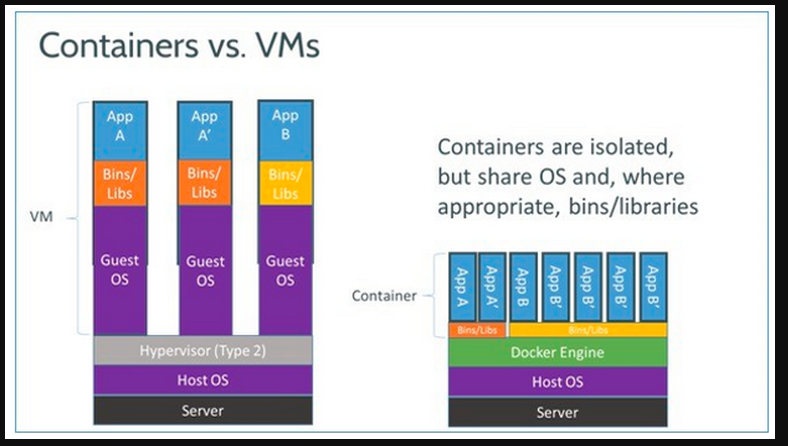 Containers vs. VMs
App
A
App
A’
App
B
Bins/
Libs
Bins/
Libs
Bins/
Libs
VM
Guest
OS
Guest
OS
Guest
OS
Hypervisor (Type 2)
Host OS
Server
Containers are isolated,
but share OS and, where
appropriate, bins/libraries
Container
App A
App A’
App B
App B’
App B’
App B’
App B’
Bins/Libs
Bins/Libs
Docker Engine
Host OS
Server